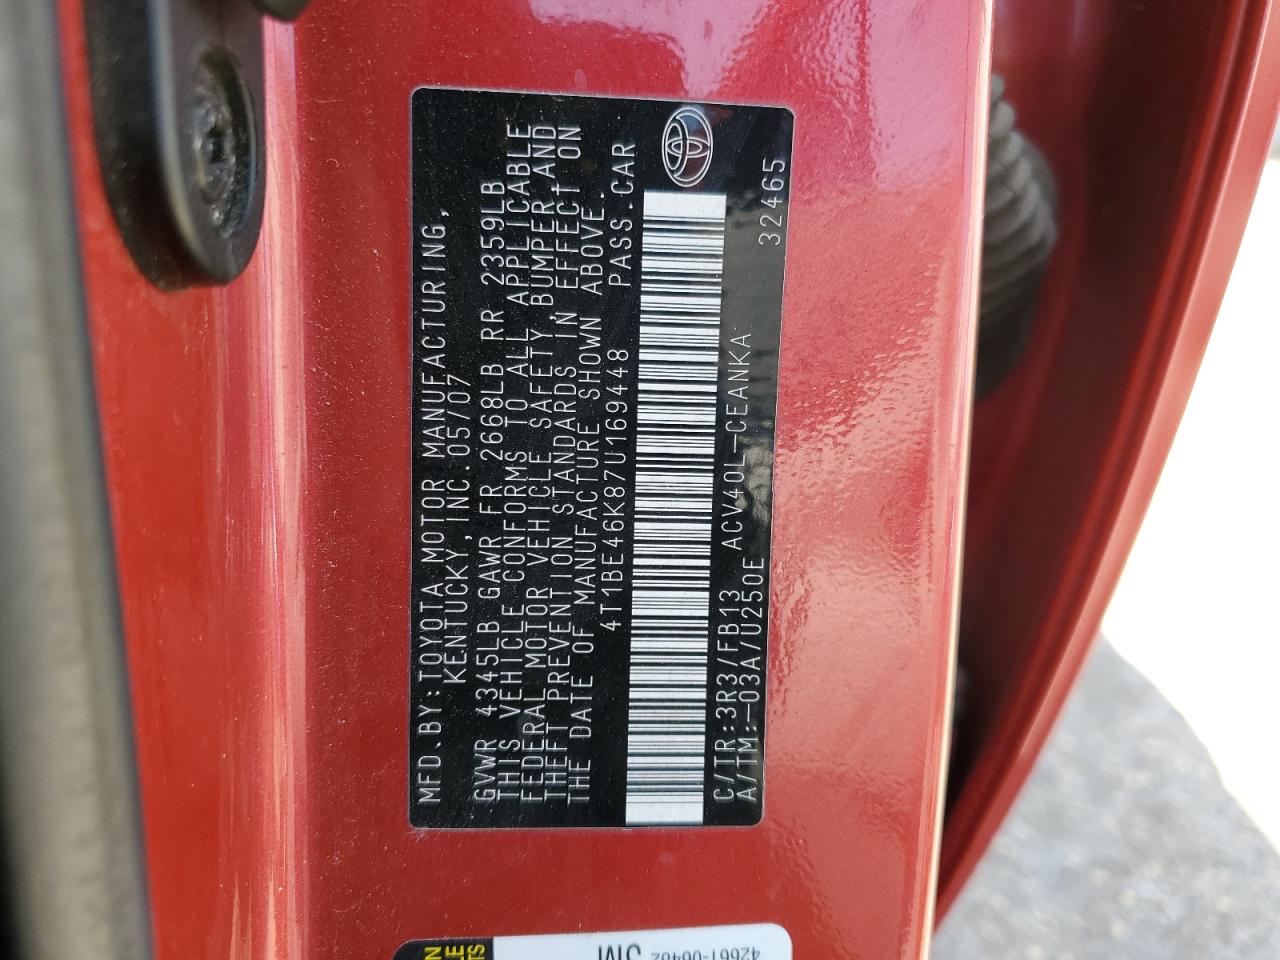 MFD.BY:TOYOTA MOTOR MANUFACTURING,
KENTUCKY,INC.05/07
GVWR 4345LB GAWR FR 2668LB RR 2359LB
THIS VEHICLE CONFORMS TO ALL APPLICABLE
FEDERAL MOTOR VEHICLE SAFETY,BUMPER,AND
THEFT PREVENTION STANDARDS IN EFFECT ON
THE DATE OF MANUFACTURE SHOWN ABOVE.
4T1BE46K87U169448 PASS.CAR
C/TR:3R3/FB13 ACV40L-CEANKA
A/TM:-03A/U250E 32465